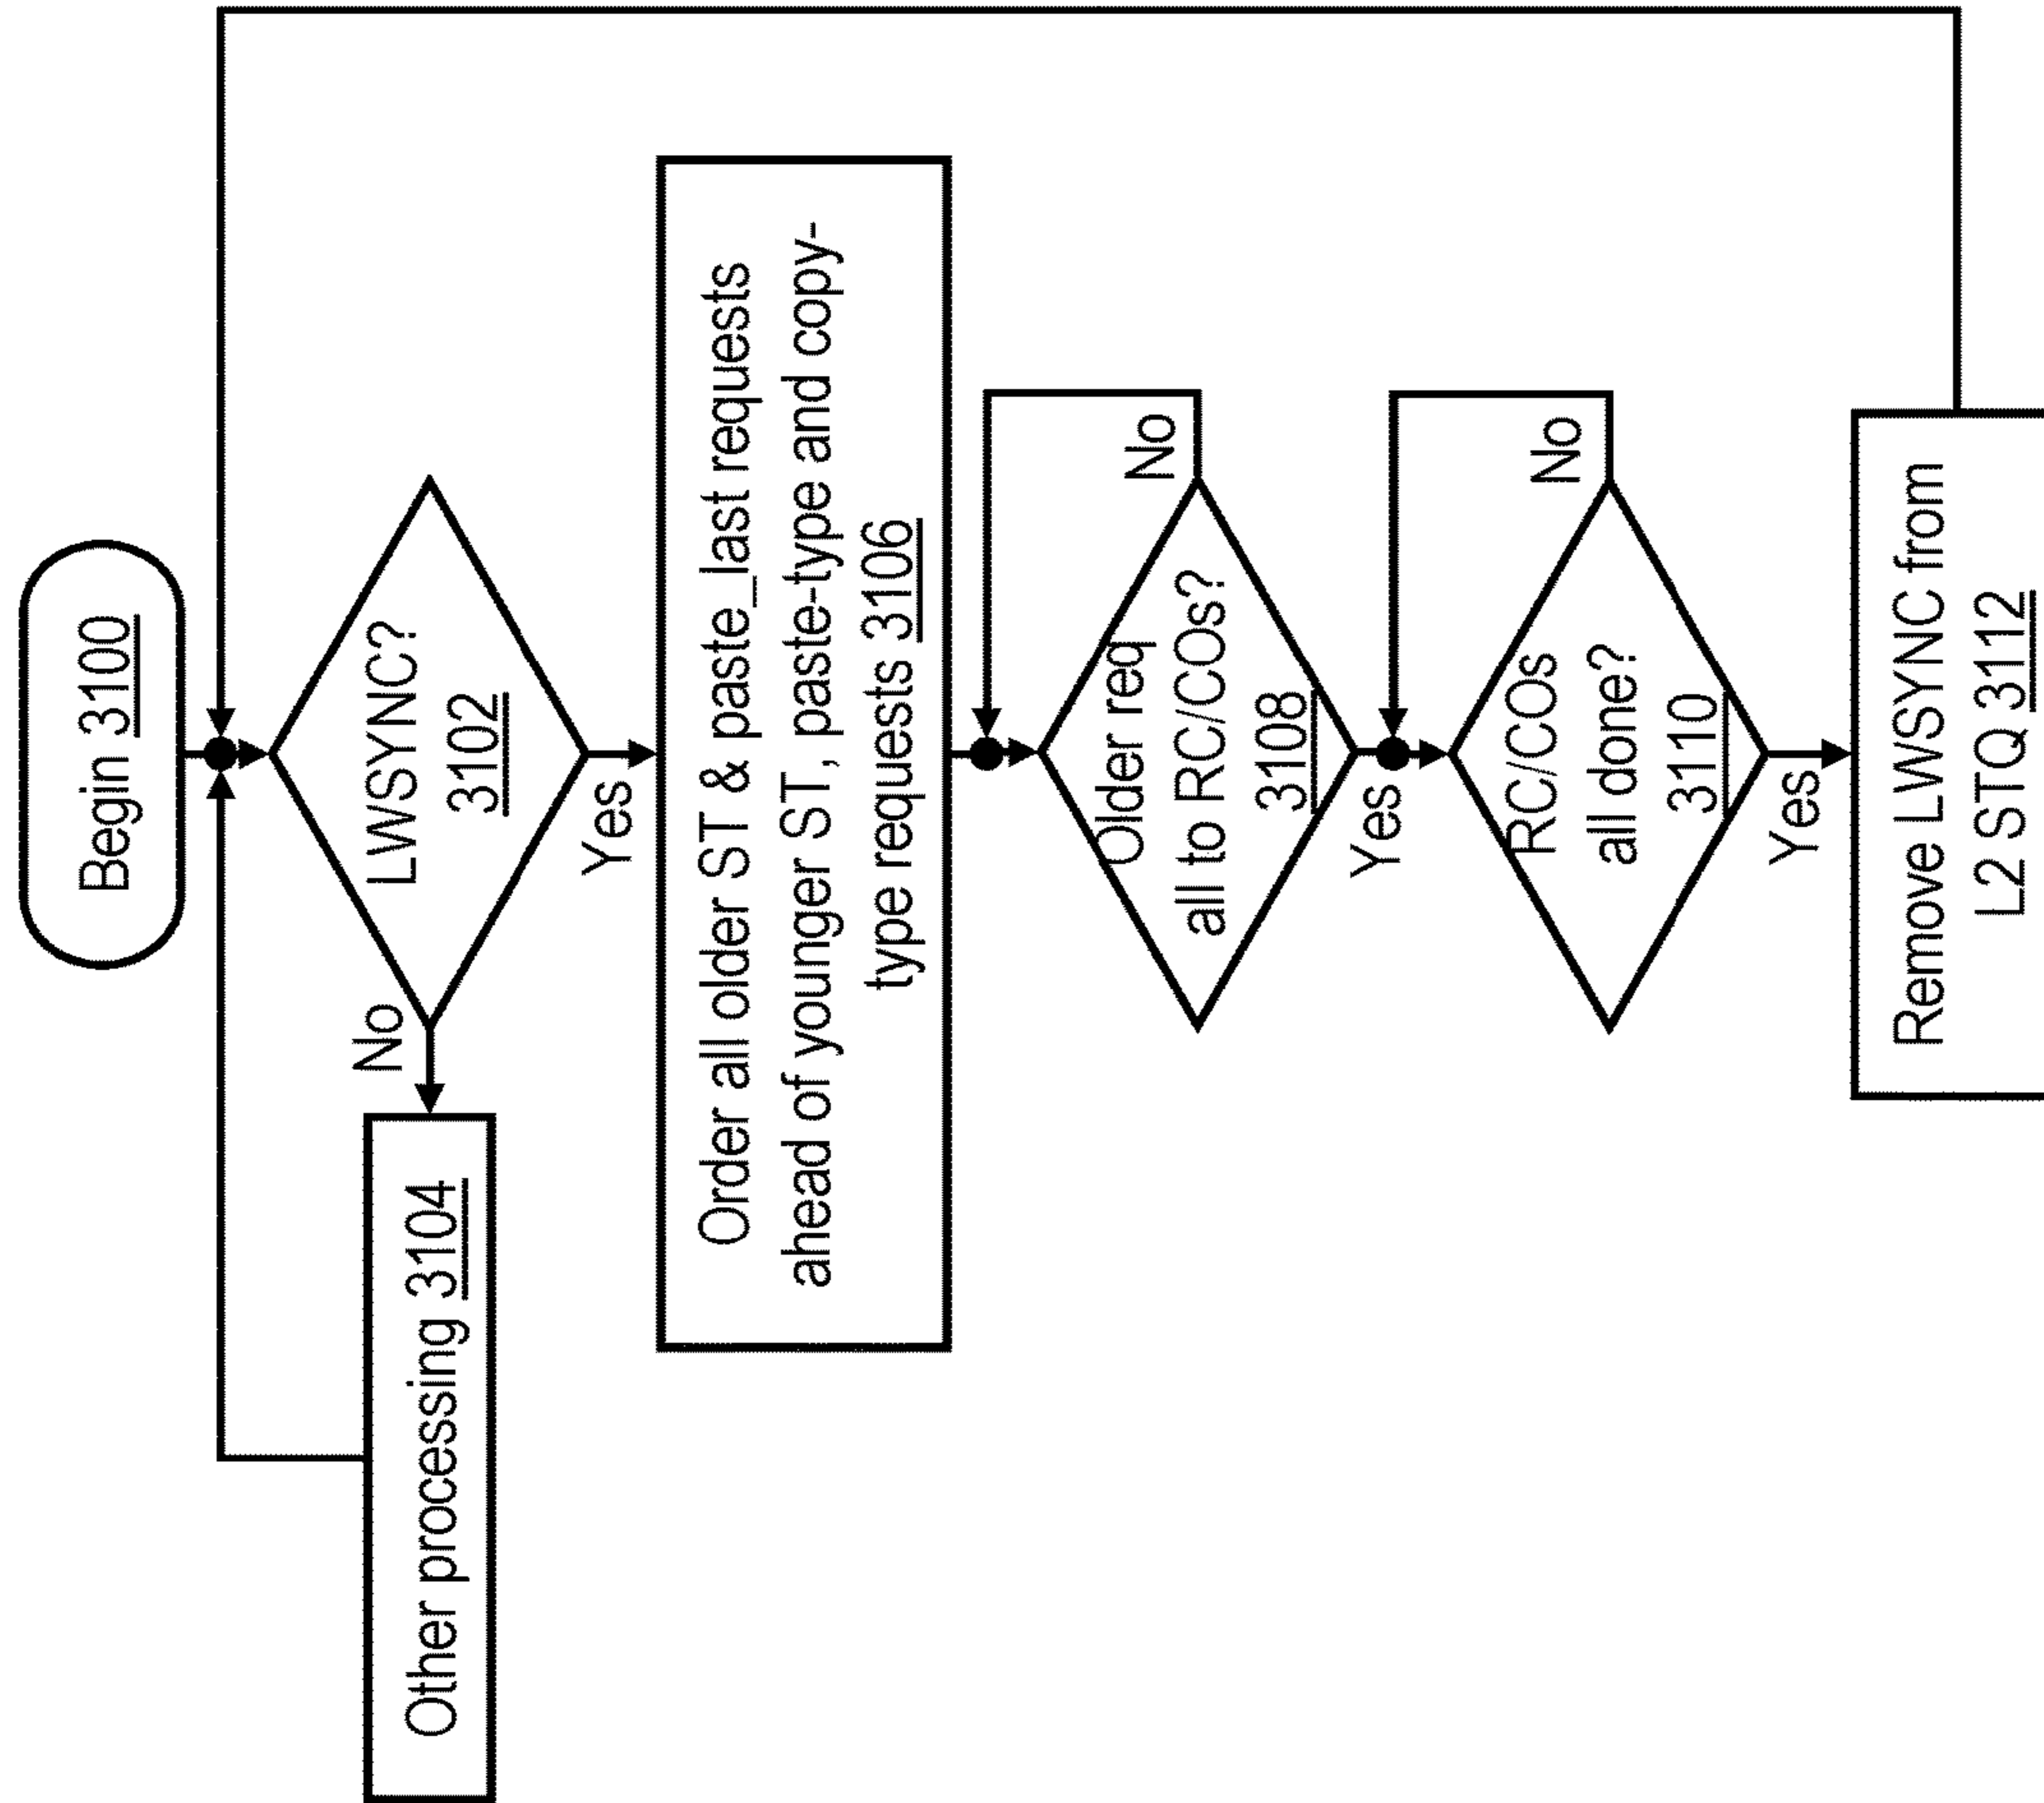 Begin 3100
LWSYNC?
3102
No
Other processing 3104
Yes
Order all older ST & paste_last requests
ahead of younger ST, paste-type and copy-
type requests 3106
Older req
all to RC/COs?
3108
No
Yes
RC/COs
all done?
3110
No
Yes
Remove LWSYNC from
L2 STQ 3112